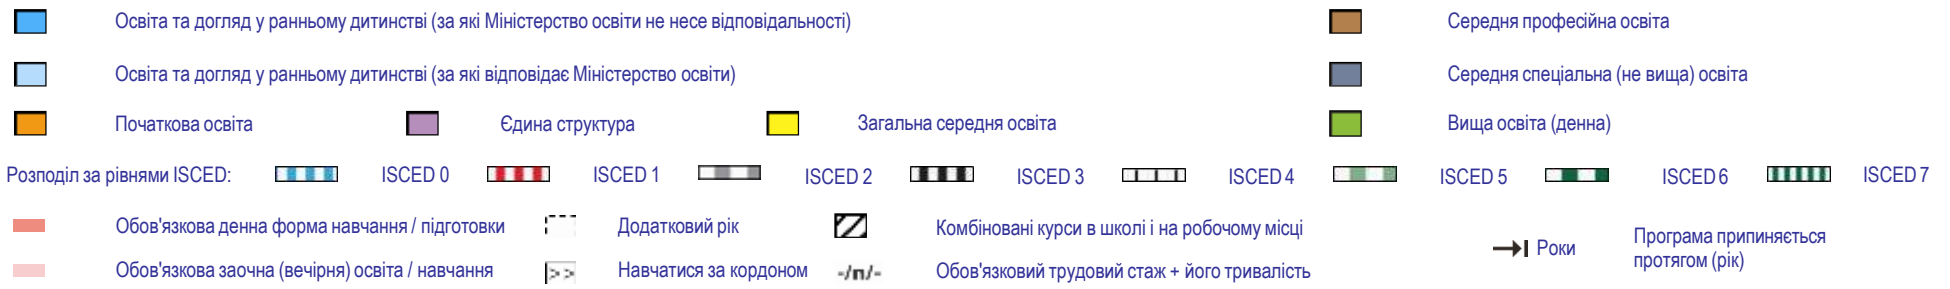 Освіта та догляд у ранньому дитинстві (за які Міністерство освіти не несе відповідальності)
Середня професійна освіта
Освіта та догляд у ранньому дитинстві (за які відповідає Міністерство освіти)
Середня спеціальна (не вища) освіта
Початкова освіта
Єдина структура
Загальна середня освіта
Вища освіта (денна)
Розподіл за рівнями ISCED:
ISCED 0
ISCED 1
ISCED 2
ISCED 3
ISCED 4
ISCED 5
ISCED 6
ISCED 7
Обов'язкова денна форма навчання / підготовки
Додатковий рік
Комбіновані курси в школі і на робочому місці
Роки
Програма припиняється
протягом (рік)
Обов'язкова заочна (вечірня) освіта / навчання
>>
Навчатися за кордоном
-/n/-
Обов'язковий трудовий стаж + його тривалість